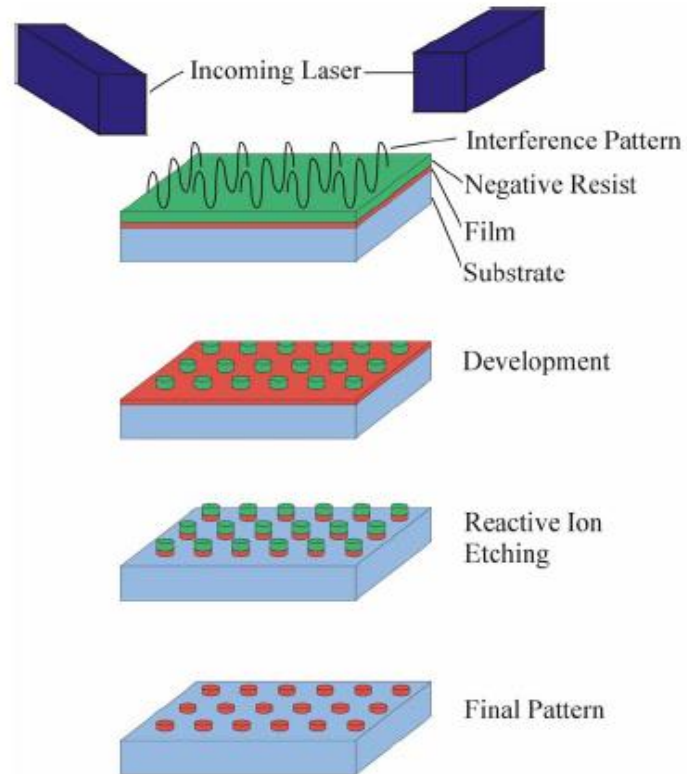 Incoming Laser
Interference Pattern
Negative Resist
Film
Substrate
Development
Reactive Ion
Etching
Final Pattern